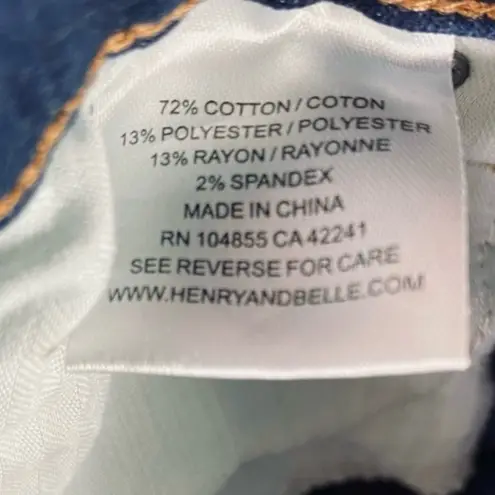 72% COTTON / COTON
13% POLYESTER / POLYESTER
13% RAYON / RAYONNE
2% SPANDEX
MADE IN CHINA
RN 104855 CA 42241
SEE REVERSE FOR CARE
WWW.HENRYANDBELLE.COM